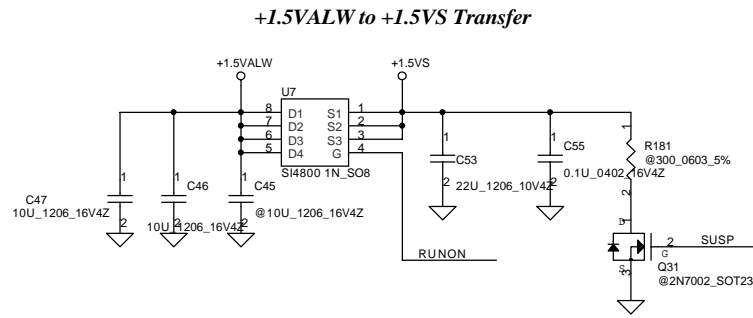 +1.5VALW to +1.5VS Transfer
+1.5VALW
+1.5VS
U7
8 D1 S1 1
7 D2 S2 2
6 D3 S3 3
5 D4 G 4
SI4800 1N_SO8
1
C47
10U_1206_16V4Z
2
1
C46
10U_1206_16V4Z
2
1
C45
@10U_1206_16V4Z
2
1
C53
22U_1206_10V4Z
2
1
C55
0.1U_0402_16V4Z
2
1
R181
@300_0603_5%
2
RUNON
1
D
2
G
SUSP
S
3
Q31
@2N7002_SOT23